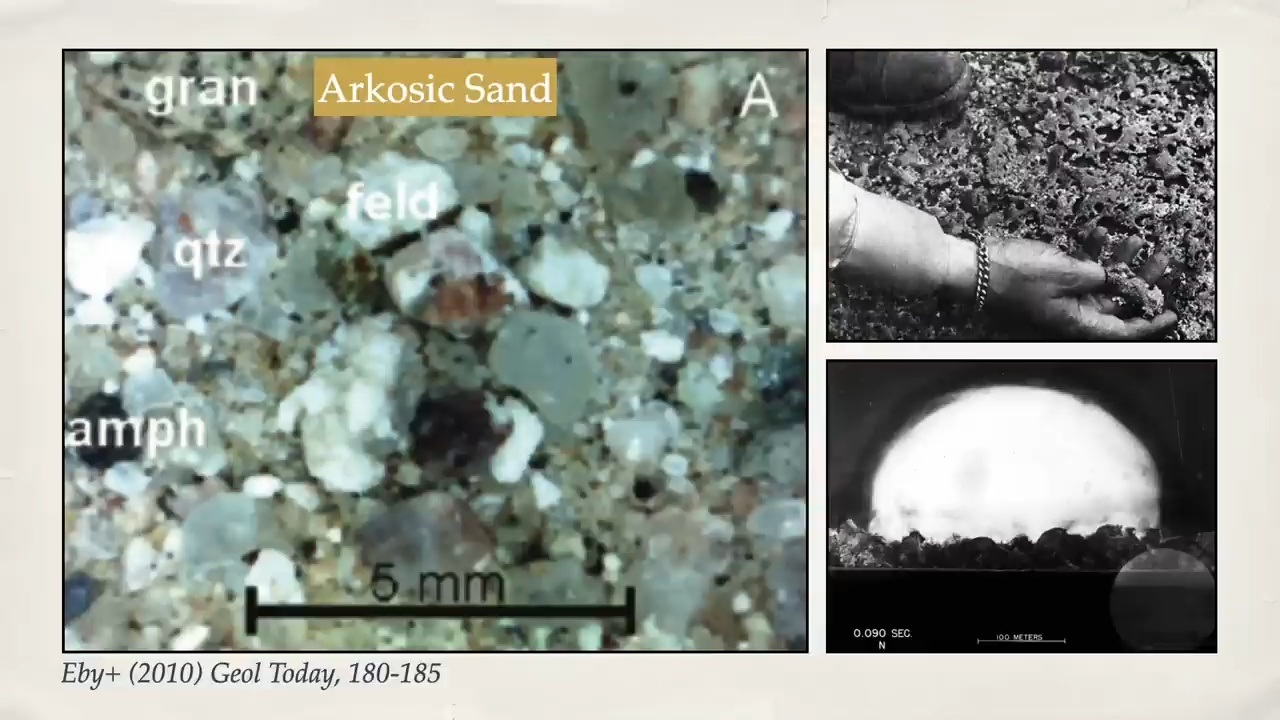 gran
Arkosic Sand
A
feld
qtz
amph
5 mm
0.090 SEC.
N
100 METERS
Eby+ (2010) Geol Today, 180-185